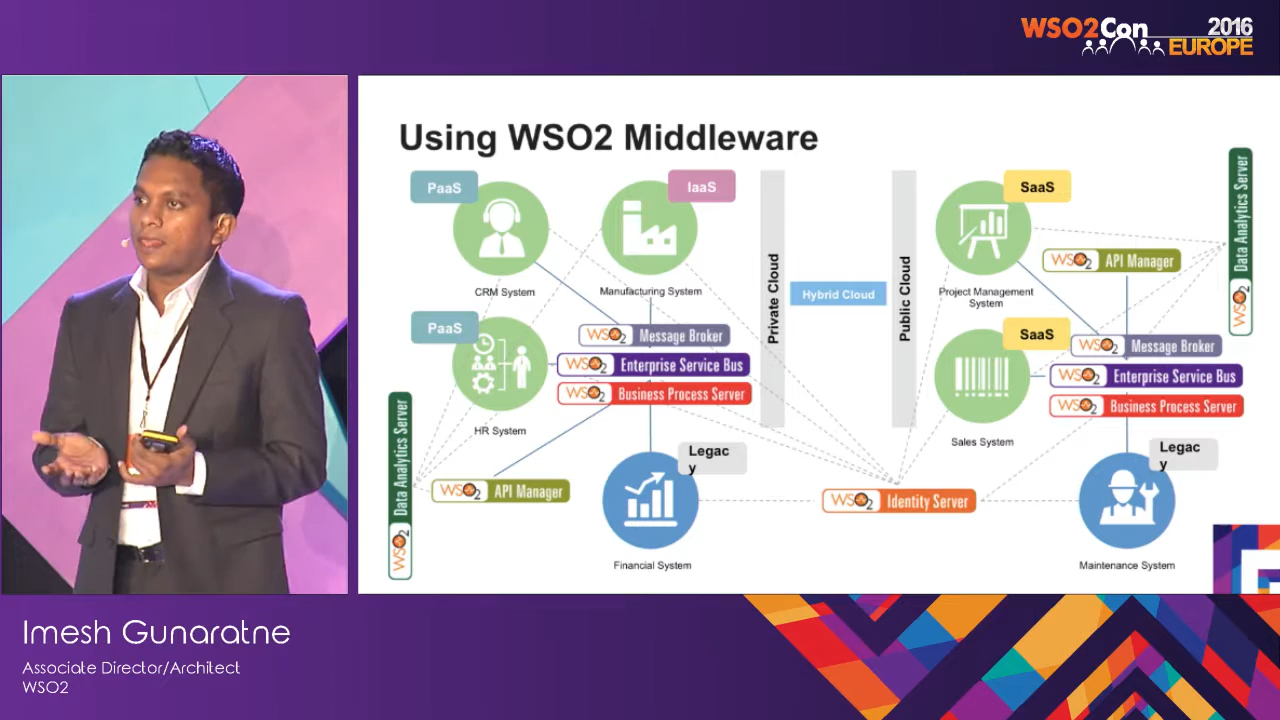 WSO2Con 2016
EUROPE
Using WSO2 Middleware
PaaS
IaaS
SaaS
CRM System
Manufacturing System
Private Cloud
Hybrid Cloud
Public Cloud
Project Management
System
WSO2 API Manager
WSO2 Data Analytics Server
PaaS
WSO2 Message Broker
WSO2 Enterprise Service Bus
WSO2 Business Process Server
HR System
SaaS
WSO2 Message Broker
WSO2 Enterprise Service Bus
WSO2 Business Process Server
Sales System
WSO2 Data Analytics Server
WSO2 API Manager
Legac
y
Financial System
WSO2 Identity Server
Legac
y
Maintenance System
Imesh Gunaratne
Associate Director/Architect
WSO2